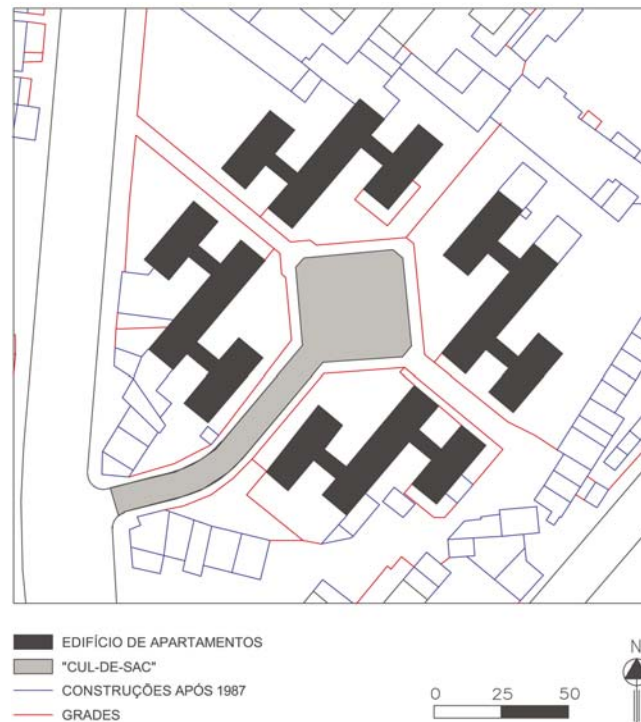 EDIFÍCIO DE APARTAMENTOS
"CUL-DE-SAC"
CONSTRUÇÕES APÓS 1987
GRADES
0 25 50
N